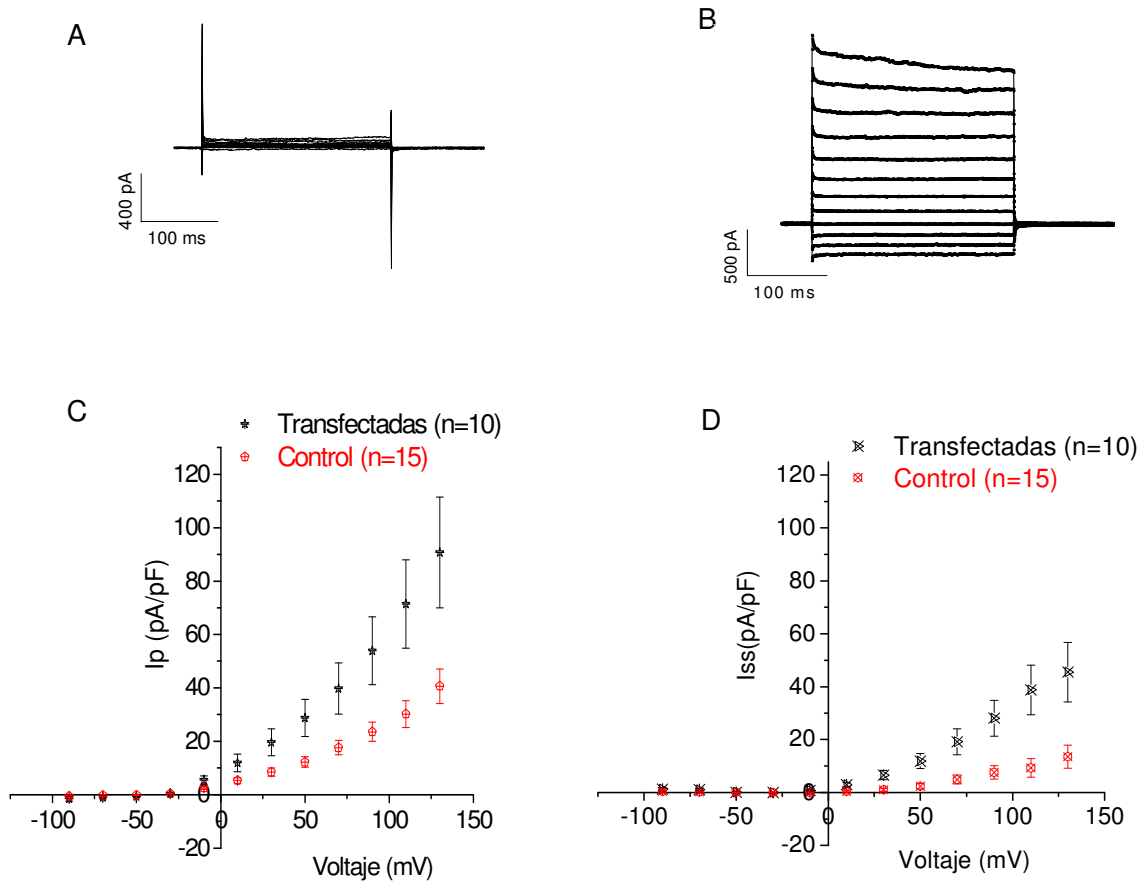 A
400 pA
100 ms
B
500 pA
100 ms
C
Transfectadas (n=10)
Control (n=15)
120
100
80
60
40
20
0
-20
Ip (pA/pF)
-100
-50
0
50
100
150
Voltaje (mV)
D
Transfectadas (n=10)
Control (n=15)
120
100
80
60
40
20
0
-20
Iss(pA/pF)
-100
-50
0
50
100
150
Voltaje (mV)